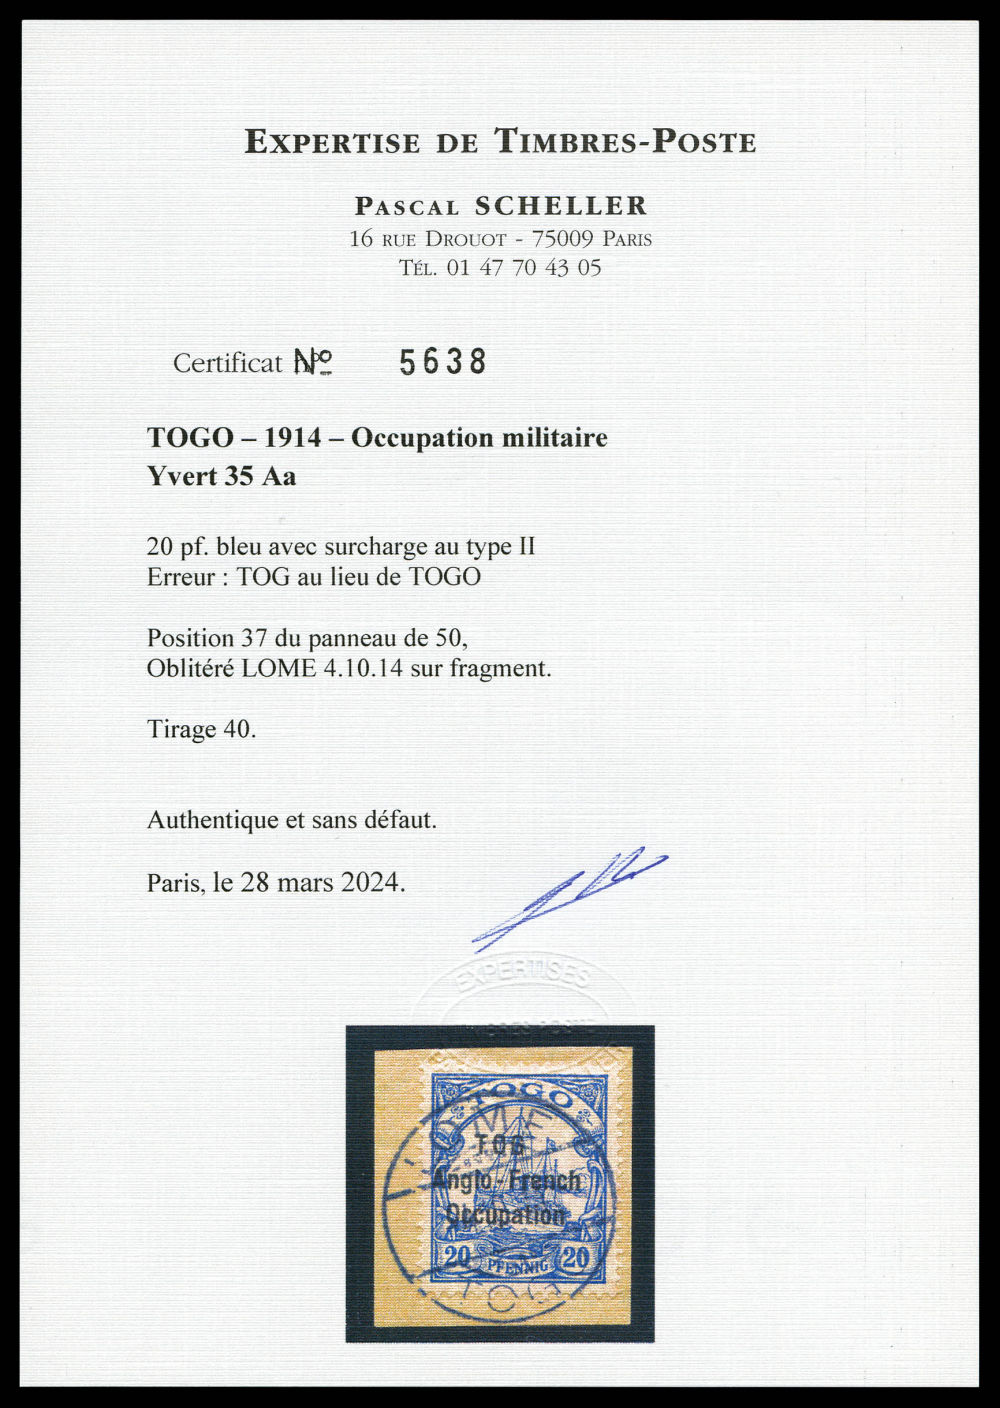 EXPERTISE DE TIMBRES-POSTE
PASCAL SCHELLER
16 RUE DROUOT - 75009 PARIS
TÉL. 01 47 70 43 05
Certificat Nº 5638
TOGO – 1914 – Occupation militaire
Yvert 35 Aa
20 pf. bleu avec surcharge au type II
Erreur : TOG au lieu de TOGO
Position 37 du panneau de 50,
Oblitéré LOME 4.10.14 sur fragment.
Tirage 40.
Authentique et sans défaut.
Paris, le 28 mars 2024.
EXPERTISES
TOGO
LOME
TOG
Anglo-French
Occupation
20 PFENNIG 20
TOG